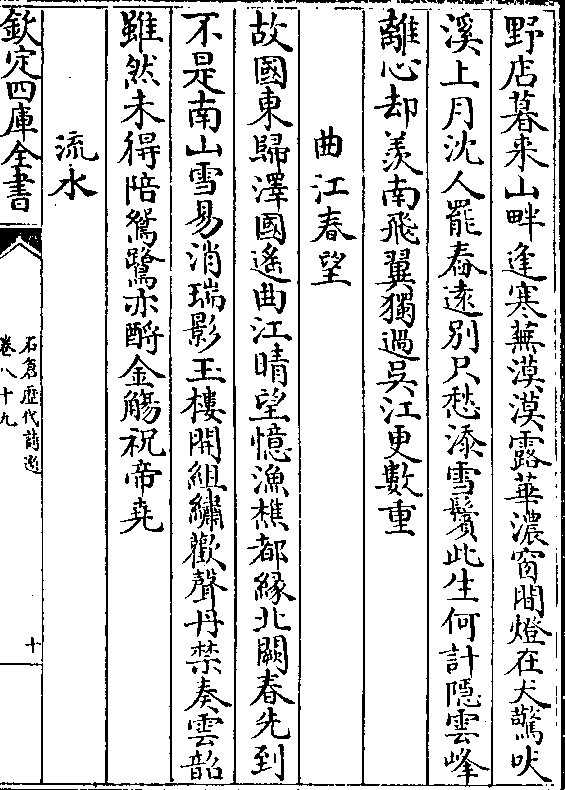 野店暮来山畔逢寒蕪漠漠露華濃窗間燈在犬驚吠
溪上月沈人罷舂遠別只愁添雪鬢此生何計隱雲峰
離心却羡南飛翼獨過吳江更數重
曲江春望
故國東歸澤國遙曲江晴望憶漁樵都緣北闕春先到
不是南山雪易消瑞影玉樓開組繡歡聲丹禁奏雲韶
雖然未得陪鴛鷺亦酹金觴祝帝堯
流水
欽定四庫全書
石倉歴代詩選
卷八十九
十